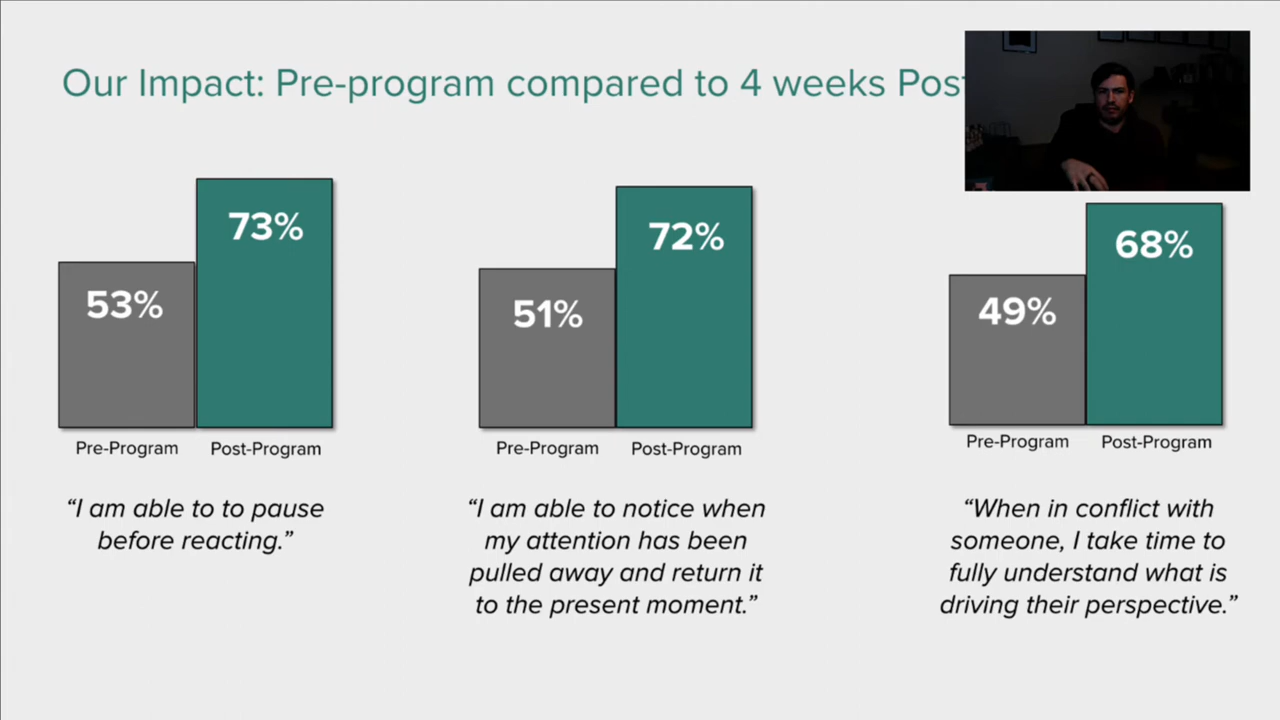 Our Impact: Pre-program compared to 4 weeks Post
73%
53%
Pre-Program Post-Program
“I am able to to pause
before reacting.”
72%
51%
Pre-Program Post-Program
“I am able to notice when
my attention has been
pulled away and return it
to the present moment.”
68%
49%
Pre-Program Post-Program
“When in conflict with
someone, I take time to
fully understand what is
driving their perspective.”